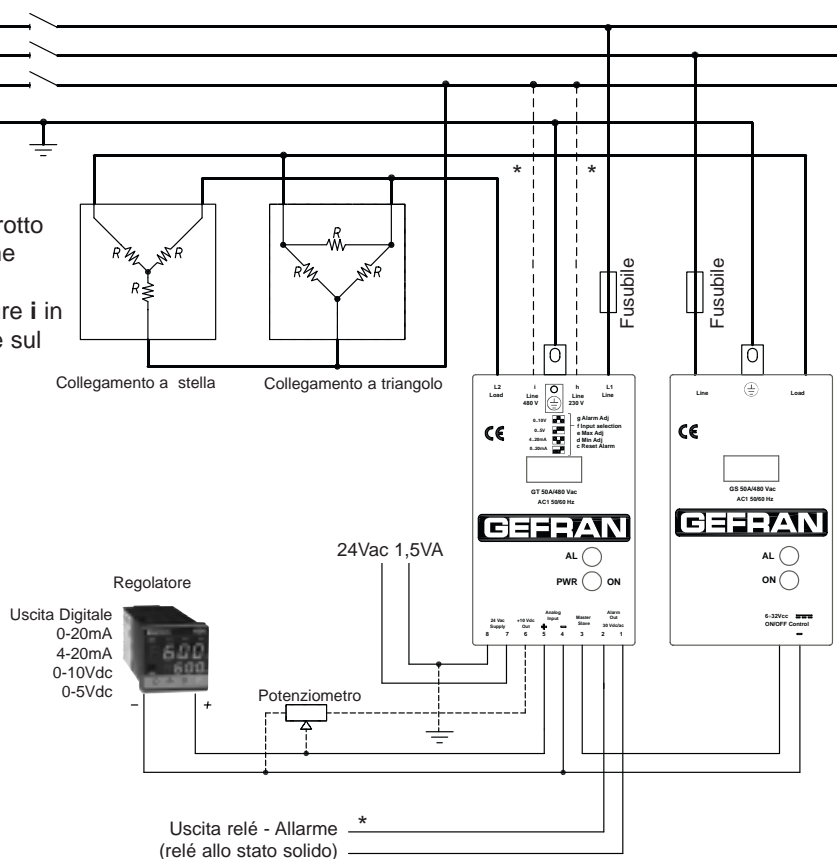 rotto
ne
re i in
e sul
* *
Fusubile
Fusubile
R R
R
R
R R
Collegamento a stella
Collegamento a triangolo
L2
Load
i
Line
480 V
h
Line
230 V
L1
Line
0..10V
0..5V
4..20mA
0..20mA
g Alarm Adj
f Input selection
e Max Adj
d Min Adj
c Reset Alarm
CE
GT 50A/480 Vac
AC1 50/60 Hz
GEFRAN
AL
PWR ON
24 Vac
Supply
+10 Vdc
Out
Analog
Input
+ -
Master
Slave
Alarm
Out
30 Vdc/ac
8 7 6 5 4 3 2 1
Line
Load
CE
GS 50A/480 Vac
AC1 50/60 Hz
GEFRAN
AL
ON
6-32Vcc
ON/OFF Control
-
24Vac 1,5VA
Regolatore
Uscita Digitale
0-20mA
4-20mA
0-10Vdc
0-5Vdc
600
600
- +
Potenziometro
Uscita relé - Allarme *
(relé allo stato solido)